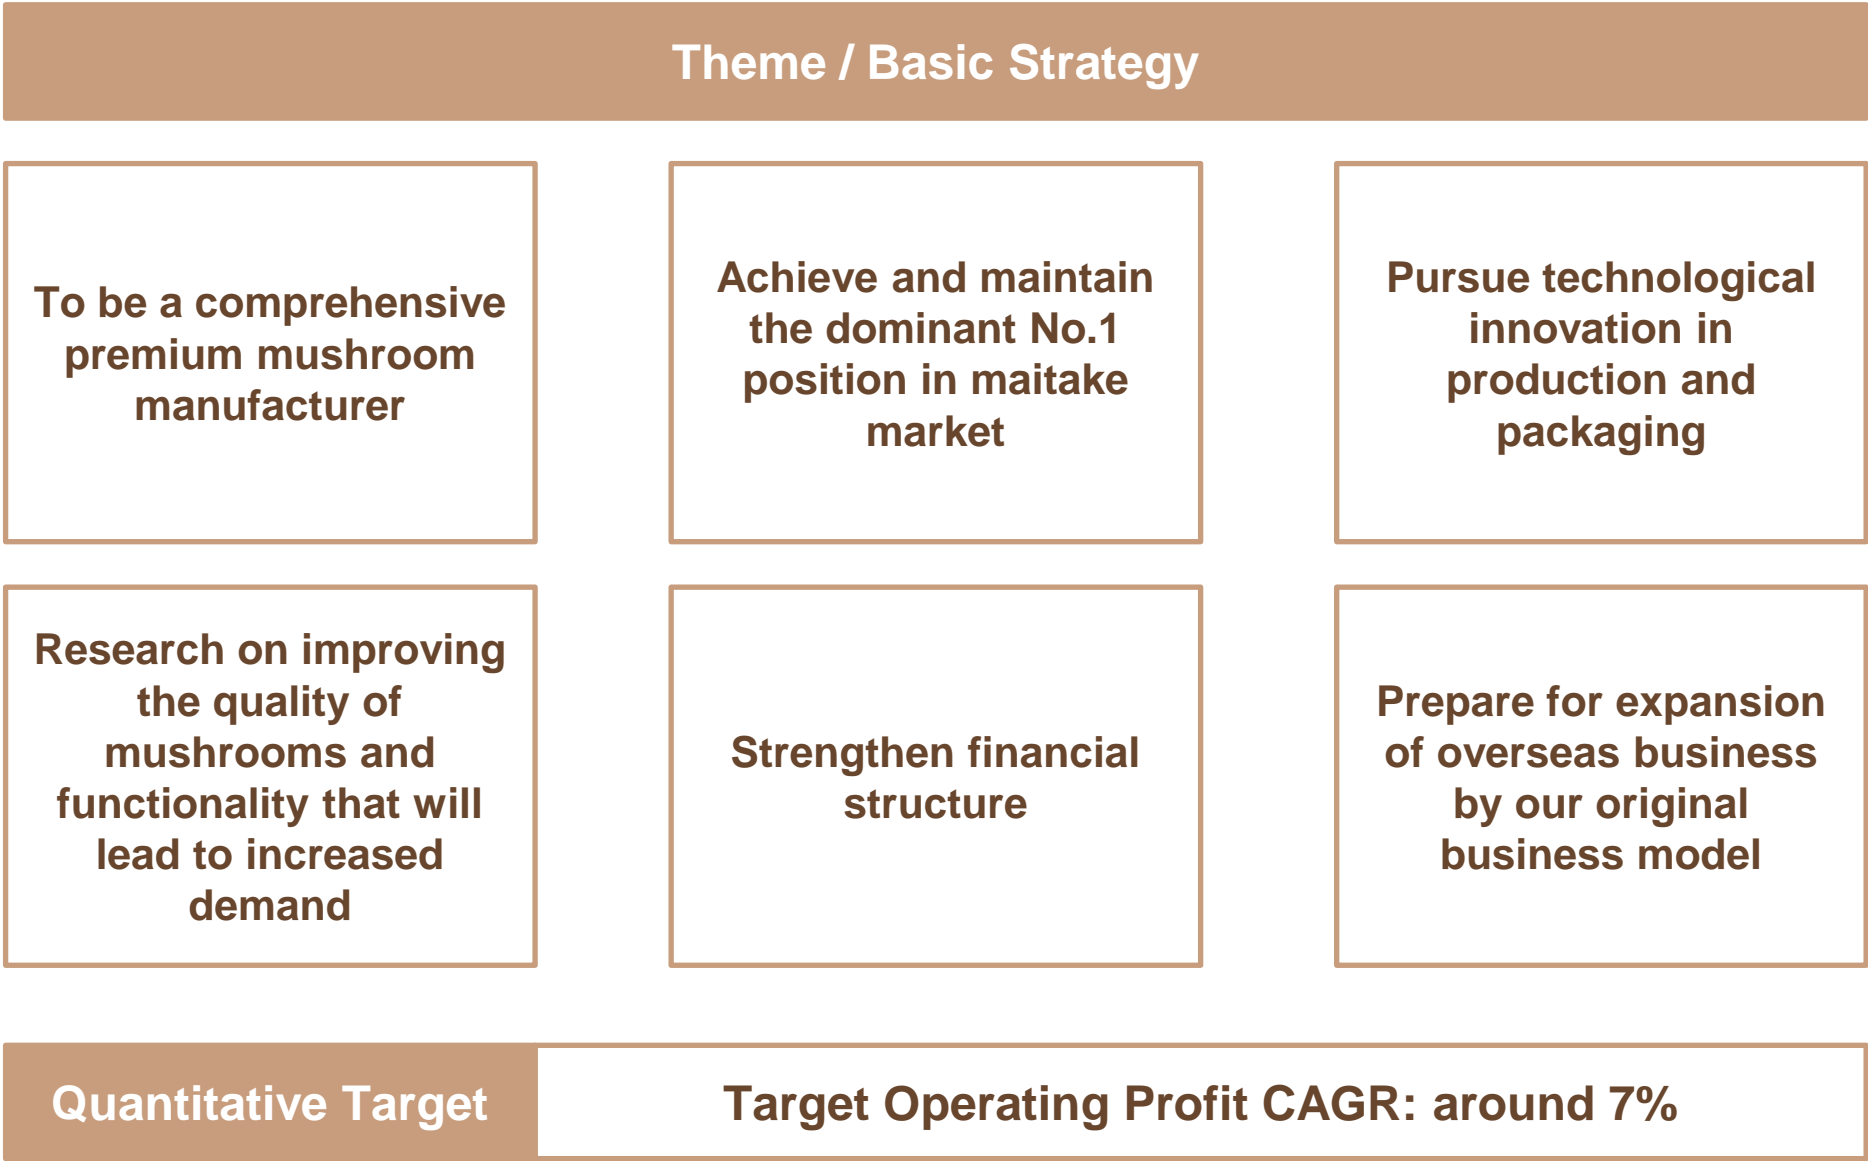 Theme / Basic Strategy
To be a comprehensive
premium mushroom
manufacturer
Achieve and maintain
the dominant No.1
position in maitake
market
Pursue technological
innovation in
production and
packaging
Research on improving
the quality of
mushrooms and
functionality that will
lead to increased
demand
Strengthen financial
structure
Prepare for expansion
of overseas business
by our original
business model
Quantitative Target
Target Operating Profit CAGR: around 7%